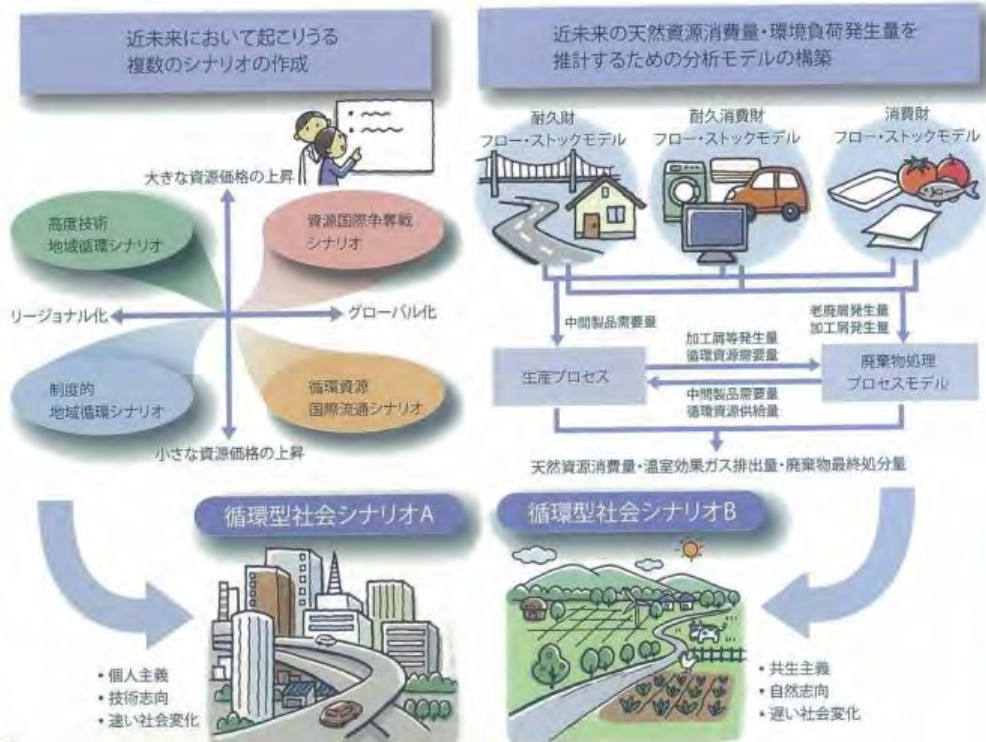 近未来において起こりうる
複数のシナリオの作成
大きな資源価格の上昇
高度技術
地域循環シナリオ
資源国際争奪戦
シナリオ
リージョナル化
グローバル化
制度的
地域循環シナリオ
循環資源
国際流通シナリオ
小さな資源価格の上昇
近未来の天然資源消費量・環境負荷発生量を
推計するための分析モデルの構築
耐久財
フロー・ストックモデル
耐久消費財
フロー・ストックモデル
消費財
フロー・ストックモデル
中間製品需要量
老廃屑発生量
加工屑発生量
生産プロセス
加工屑等発生量
循環資源需要量
中間製品需要量
循環資源供給量
廃棄物処理
プロセスモデル
天然資源消費量・温室効果ガス排出量・廃棄物最終処分量
循環型社会シナリオA
・個人主義
・技術志向
・速い社会変化
循環型社会シナリオB
・共生主義
・自然志向
・遅い社会変化